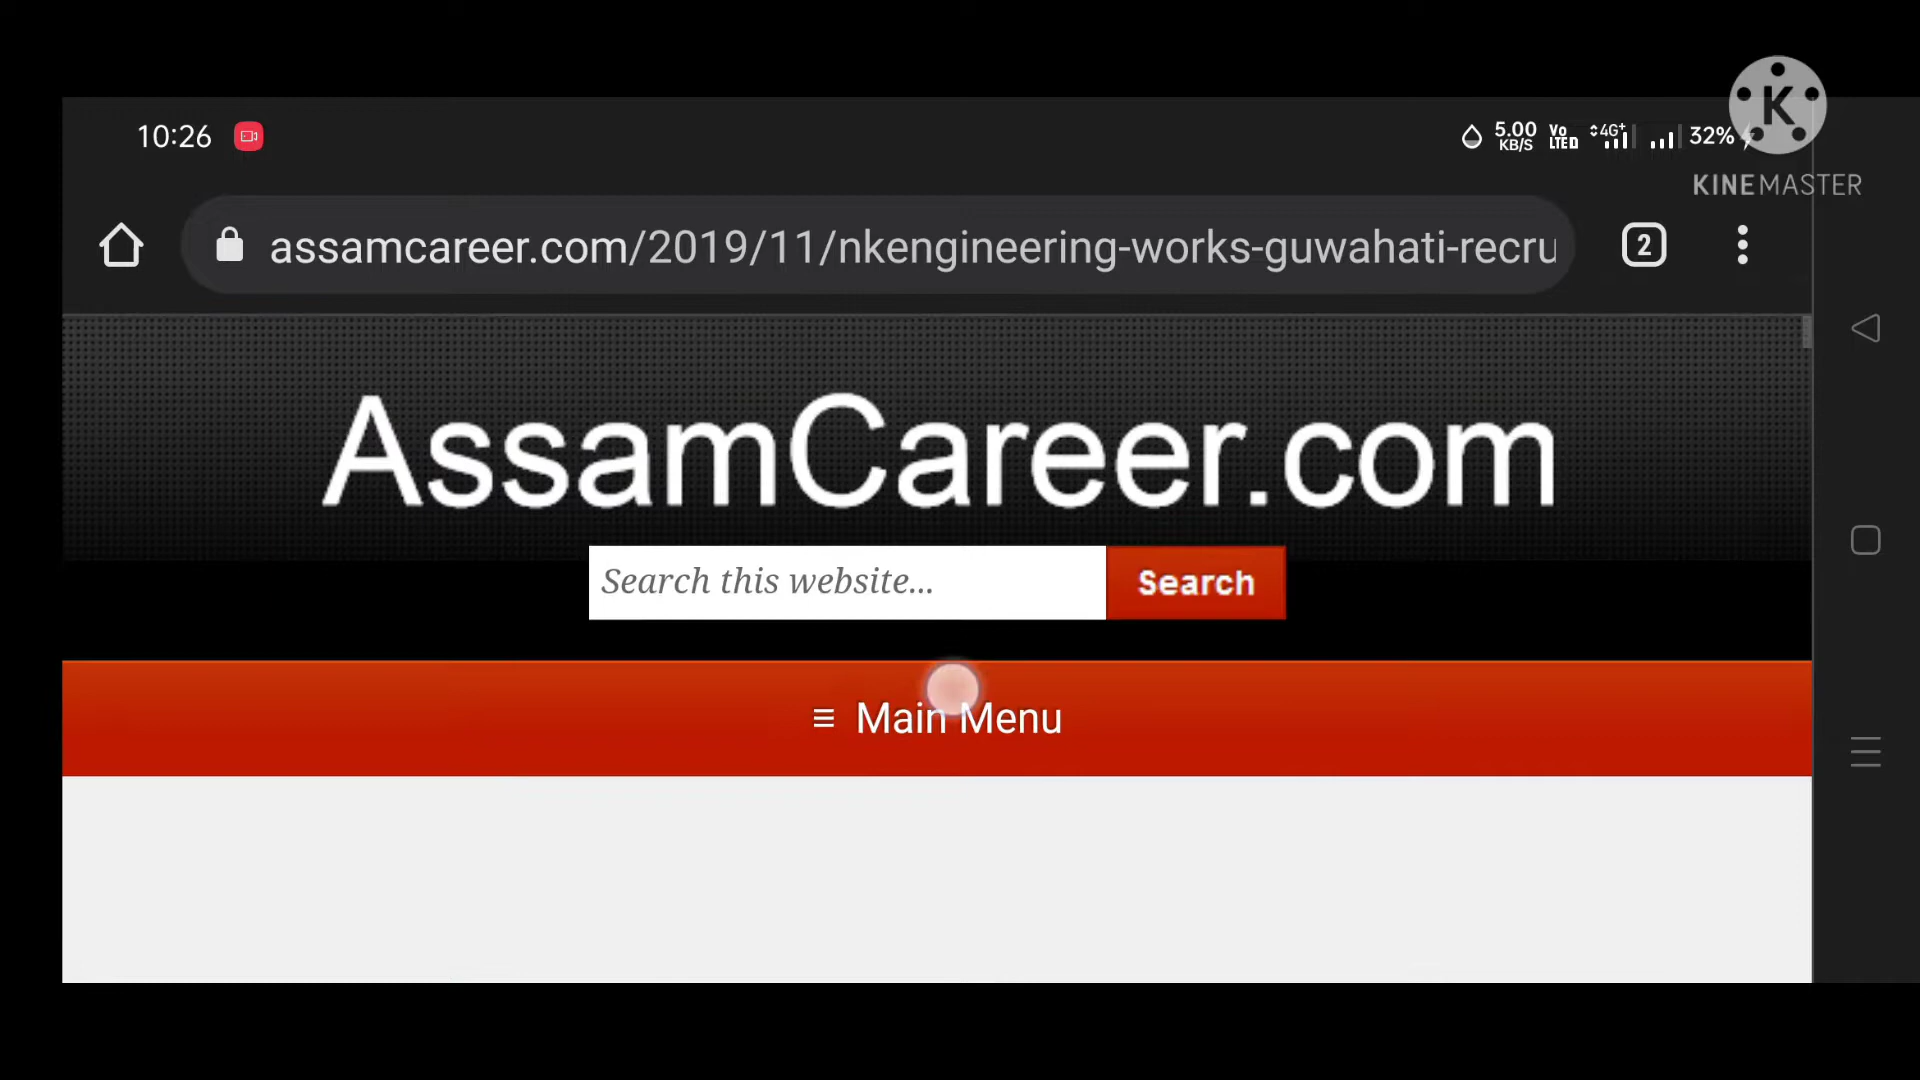 10:26
5.00 KB/S
Vo LTE
4G+
32%
K
KINEMASTER
assamcareer.com/2019/11/nkengineering-works-guwahati-recru
2
AssamCareer.com
Search this website...
Search
≡ Main Menu